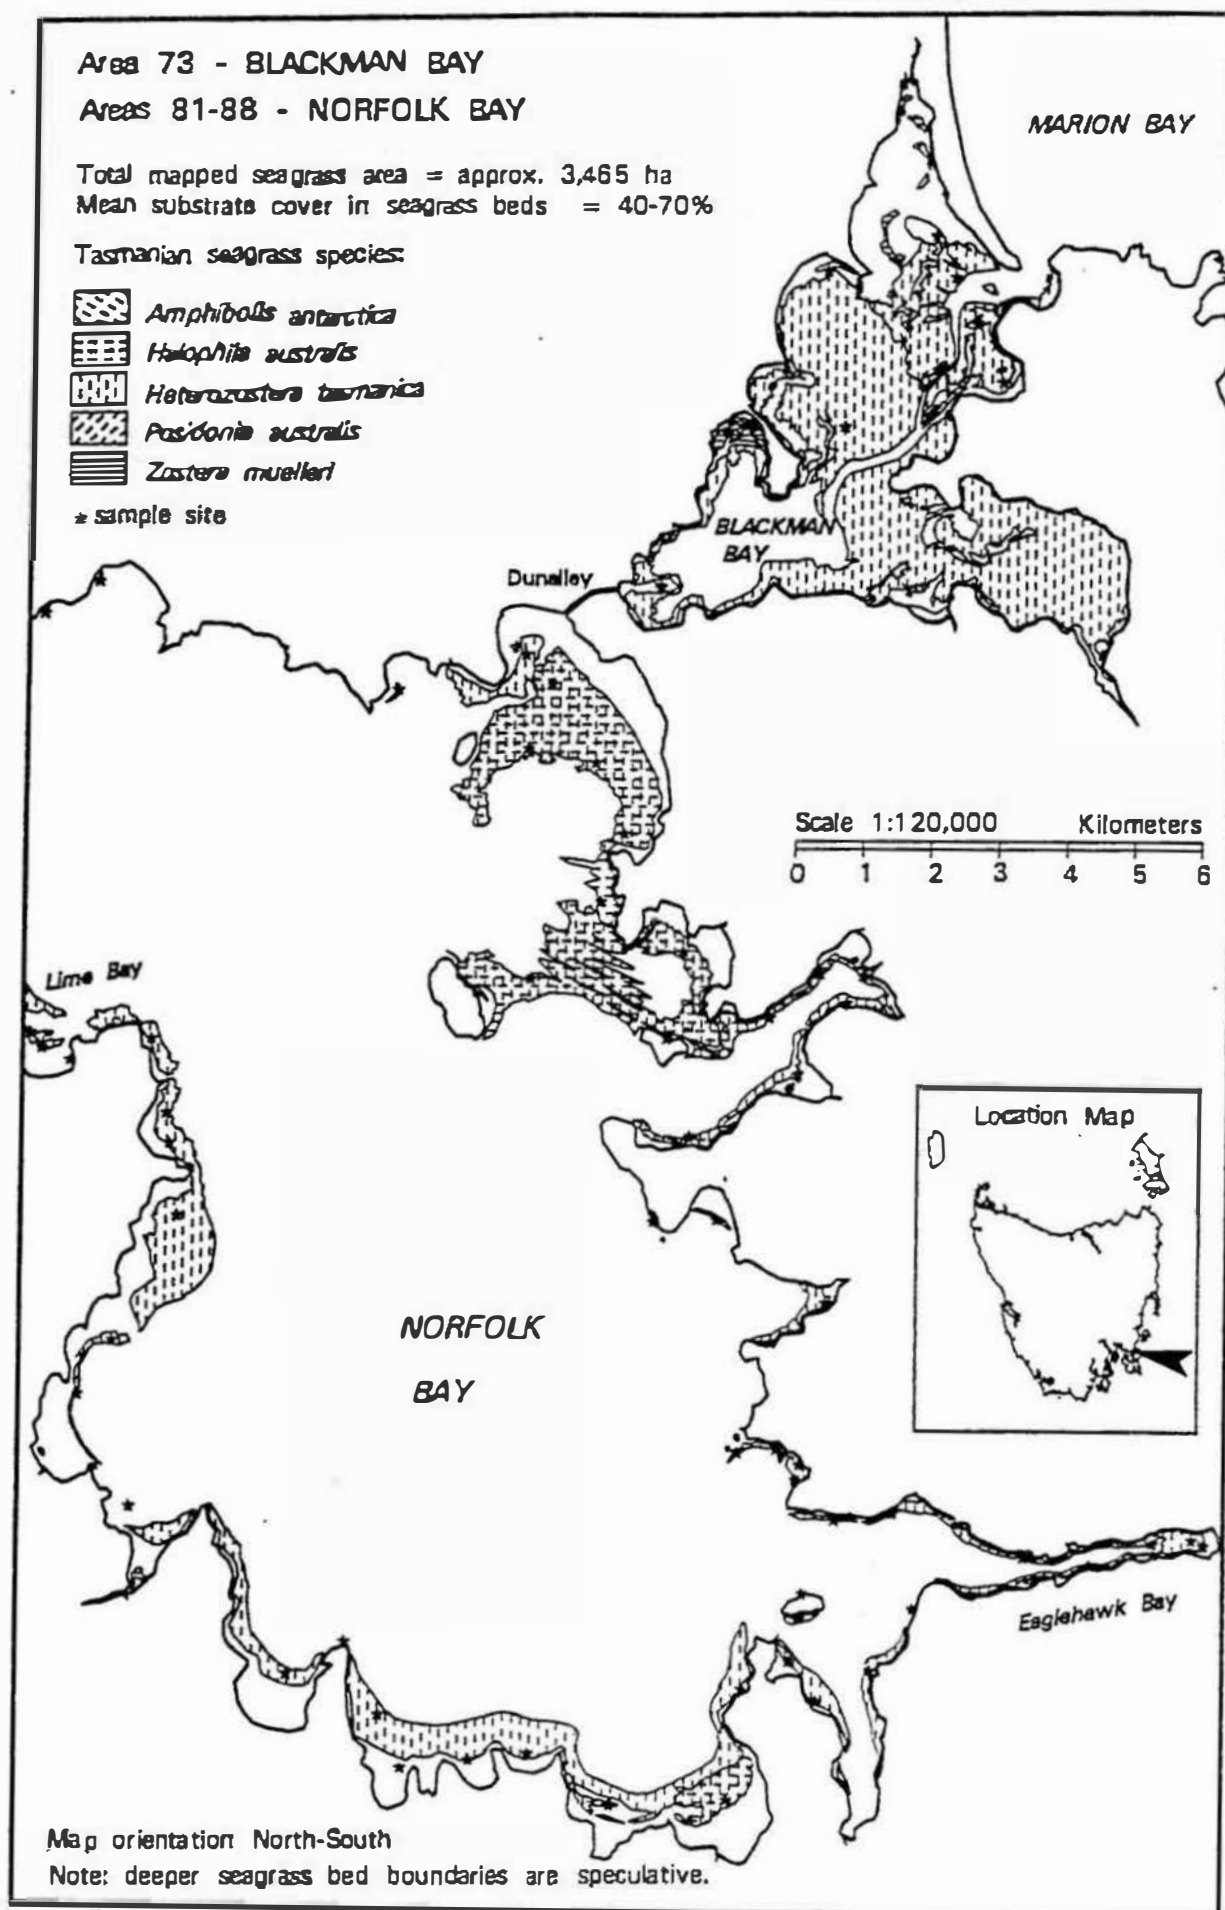 Area 73 - BLACKMAN BAY
Areas 81-88 - NORFOLK BAY
Total mapped seagrass area = approx. 3,465 ha
Mean substrate cover in seagrass beds = 40-70%
Tasmanian seagrass species:
Amphibolis antarctica
Halophila australis
Heterozostera tasmanica
Posidonia australis
Zostera muelleri
* sample site
MARION BAY
BLACKMAN
BAY
Dunalley
Scale 1:120,000 Kilometers
0 1 2 3 4 5 6
Lime Bay
Location Map
NORFOLK
BAY
Eaglehawk Bay
Map orientation North-South
Note: deeper seagrass bed boundaries are speculative.